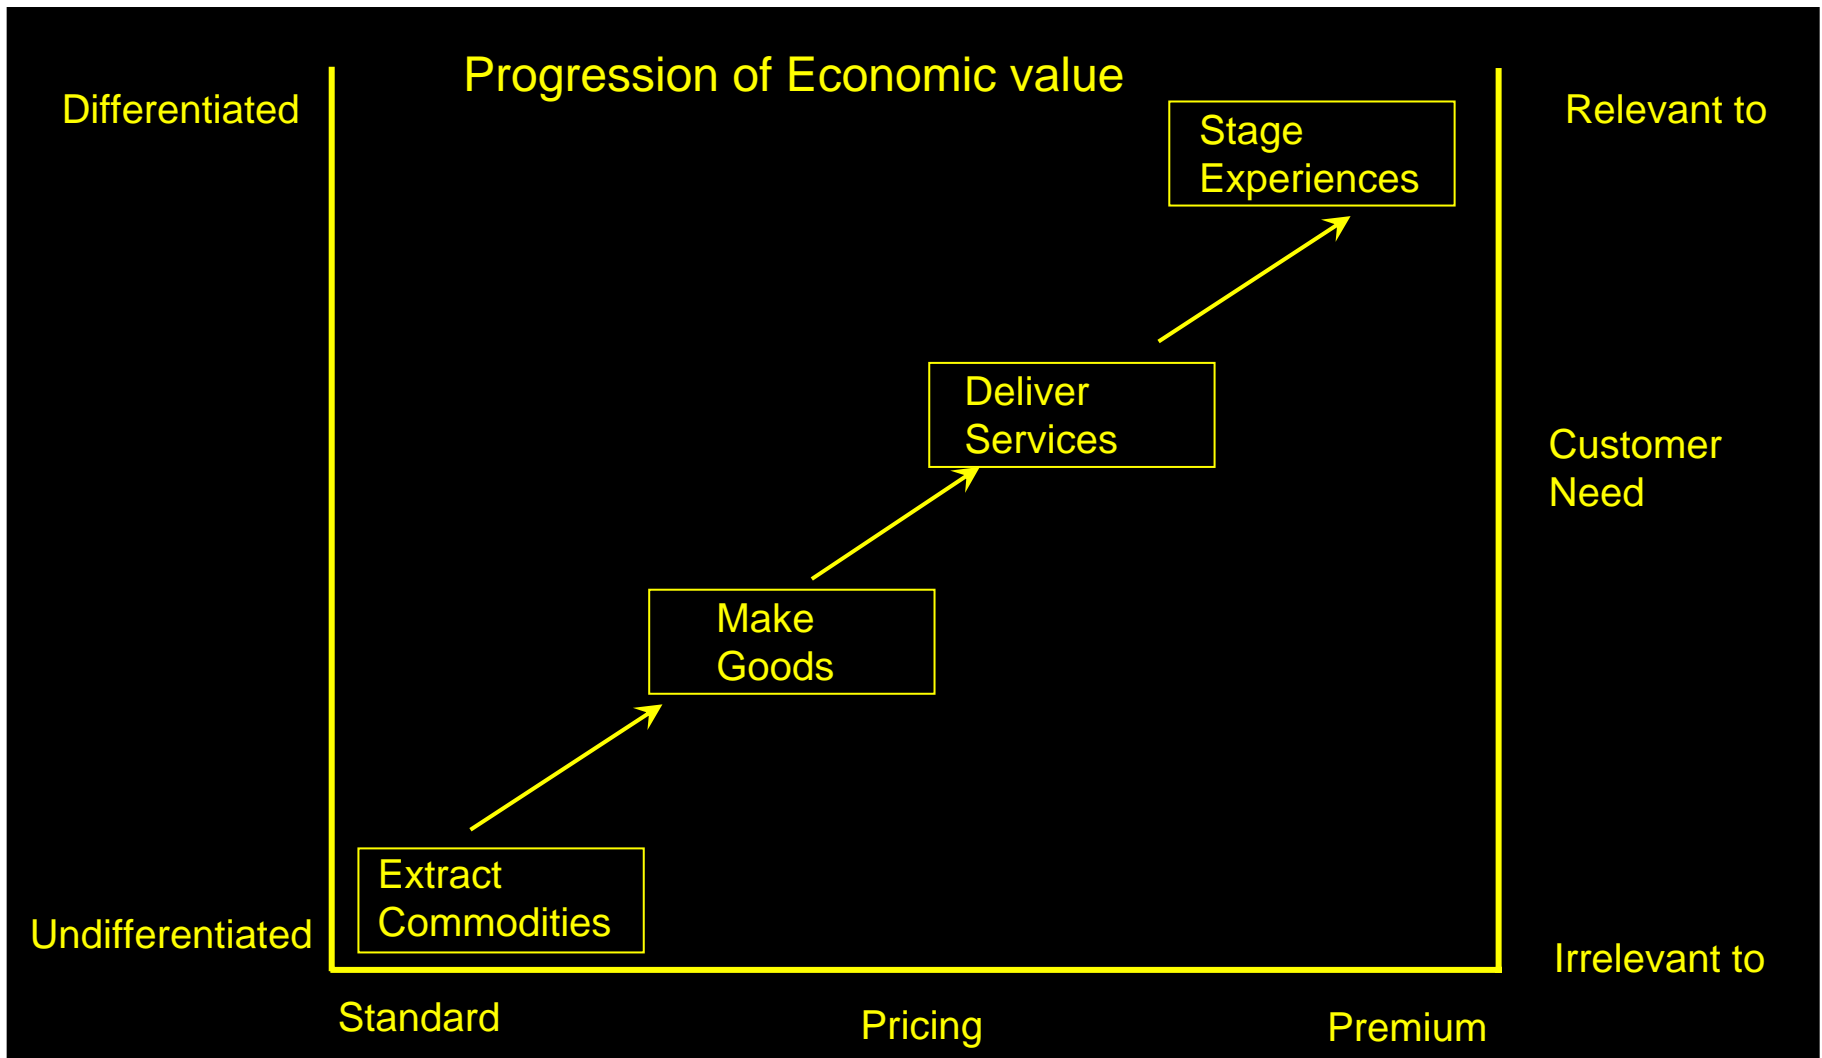 Progression of Economic value
Differentiated
Relevant to
Stage
Experiences
Deliver
Services
Customer
Need
Make
Goods
Extract
Commodities
Undifferentiated
Irrelevant to
Standard
Pricing
Premium